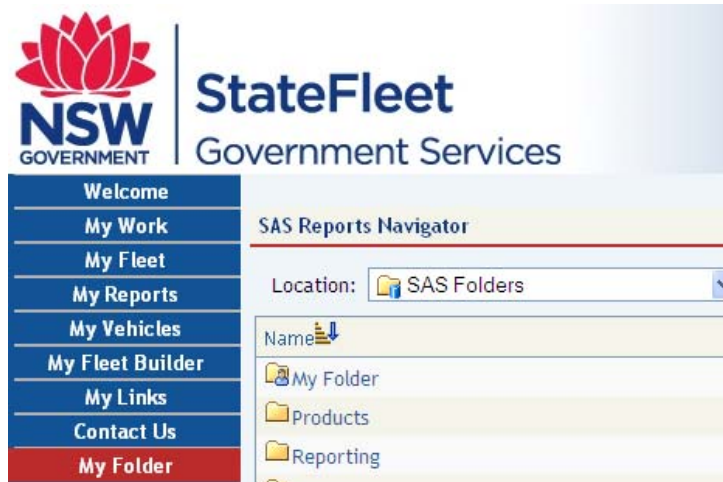 NSW
GOVERNMENT
StateFleet
Government Services
Welcome
My Work
My Fleet
My Reports
My Vehicles
My Fleet Builder
My Links
Contact Us
My Folder
SAS Reports Navigator
Location: SAS Folders
Name
My Folder
Products
Reporting